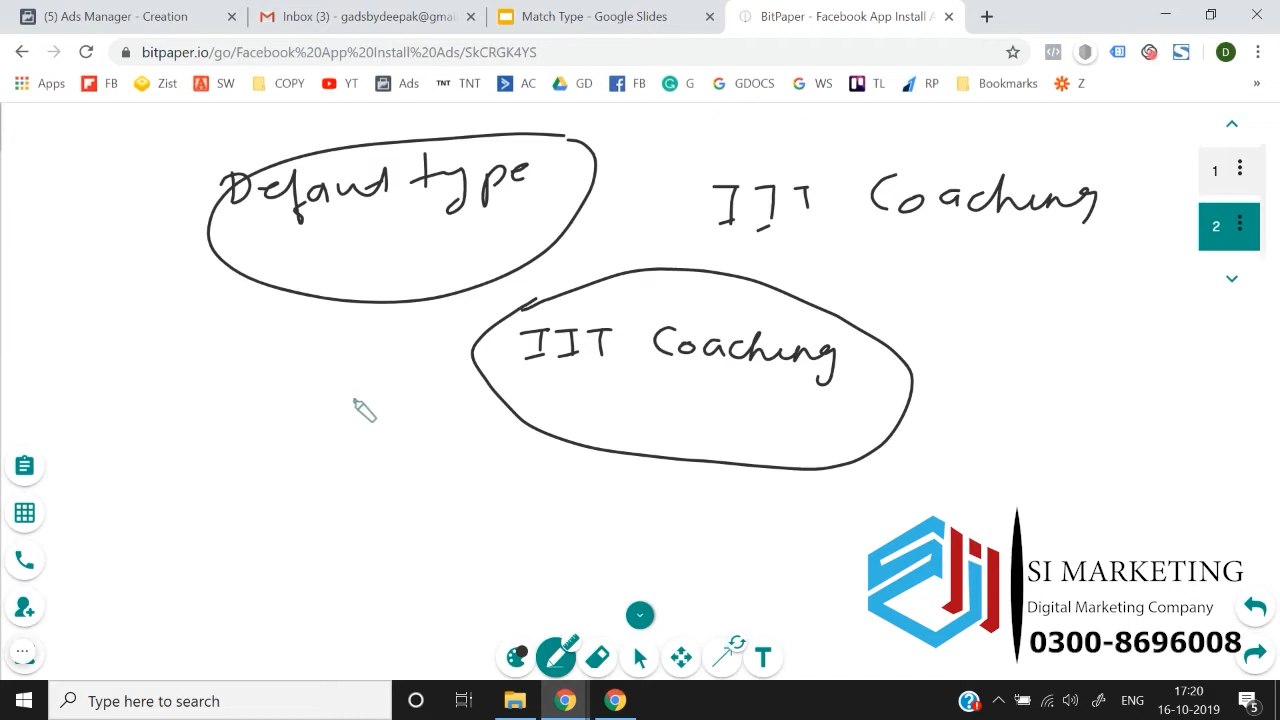 (5) Ads Manager - Creation
Inbox (3) - gadsbydeepak@gmai
Match Type - Google Slides
BitPaper - Facebook App Install A
bitpaper.io/go/Facebook%20App%20Install%20Ads/SkCRGK4YS
D
Apps FB Zist SW COPY YT Ads TNT TNT AC GD FB G GDOCS WS TL RP Bookmarks Z »
Defaud type
IIT Coaching
IIT Coaching
1
2
SI MARKETING
Digital Marketing Company
0300-8696008
T
Type here to search
ENG
17:20
16-10-2019
5